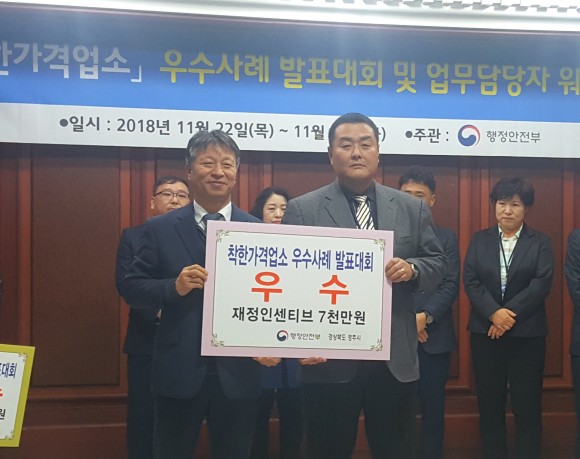 한가격업소」 우수사례 발표대회 및 업무담당자 워
●일시 : 2018년 11월 22일(목) ~ 11월 ●주관 : 행정안전부
착한가격업소 우수사례 발표대회
우 수
재정인센티브 7천만원
행정안전부 경상북도 경주시
표대회
원